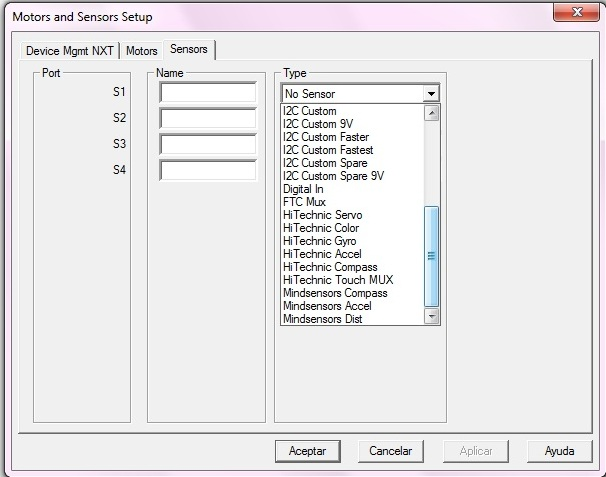 Motors and Sensors Setup
Device Mgmt NXT Motors Sensors
Port Name Type
S1
S2
S3
S4
No Sensor
I2C Custom
I2C Custom 9V
I2C Custom Faster
I2C Custom Fastest
I2C Custom Spare
I2C Custom Spare 9V
Digital In
FTC Mux
HiTechnic Servo
HiTechnic Color
HiTechnic Gyro
HiTechnic Accel
HiTechnic Compass
HiTechnic Touch MUX
Mindsensors Compass
Mindsensors Accel
Mindsensors Dist
Aceptar Cancelar Aplicar Ayuda